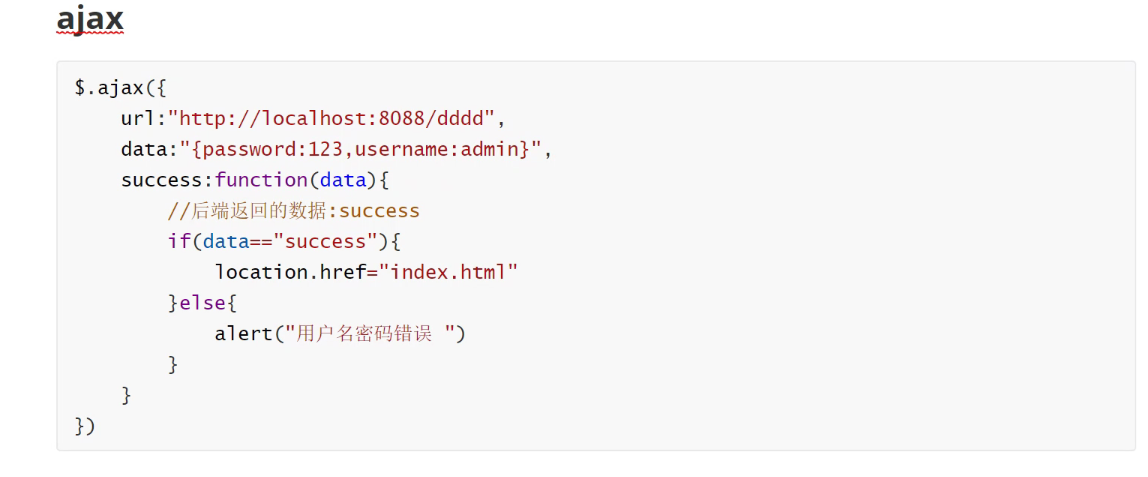 ajax
$.ajax({
    url:"http://localhost:8088/dddd",
    data:"{password:123,username:admin}",
    success:function(data){
        //后端返回的数据:success
        if(data=="success"){
            location.href="index.html"
        }else{
            alert("用户名密码错误 ")
        }
    }
})